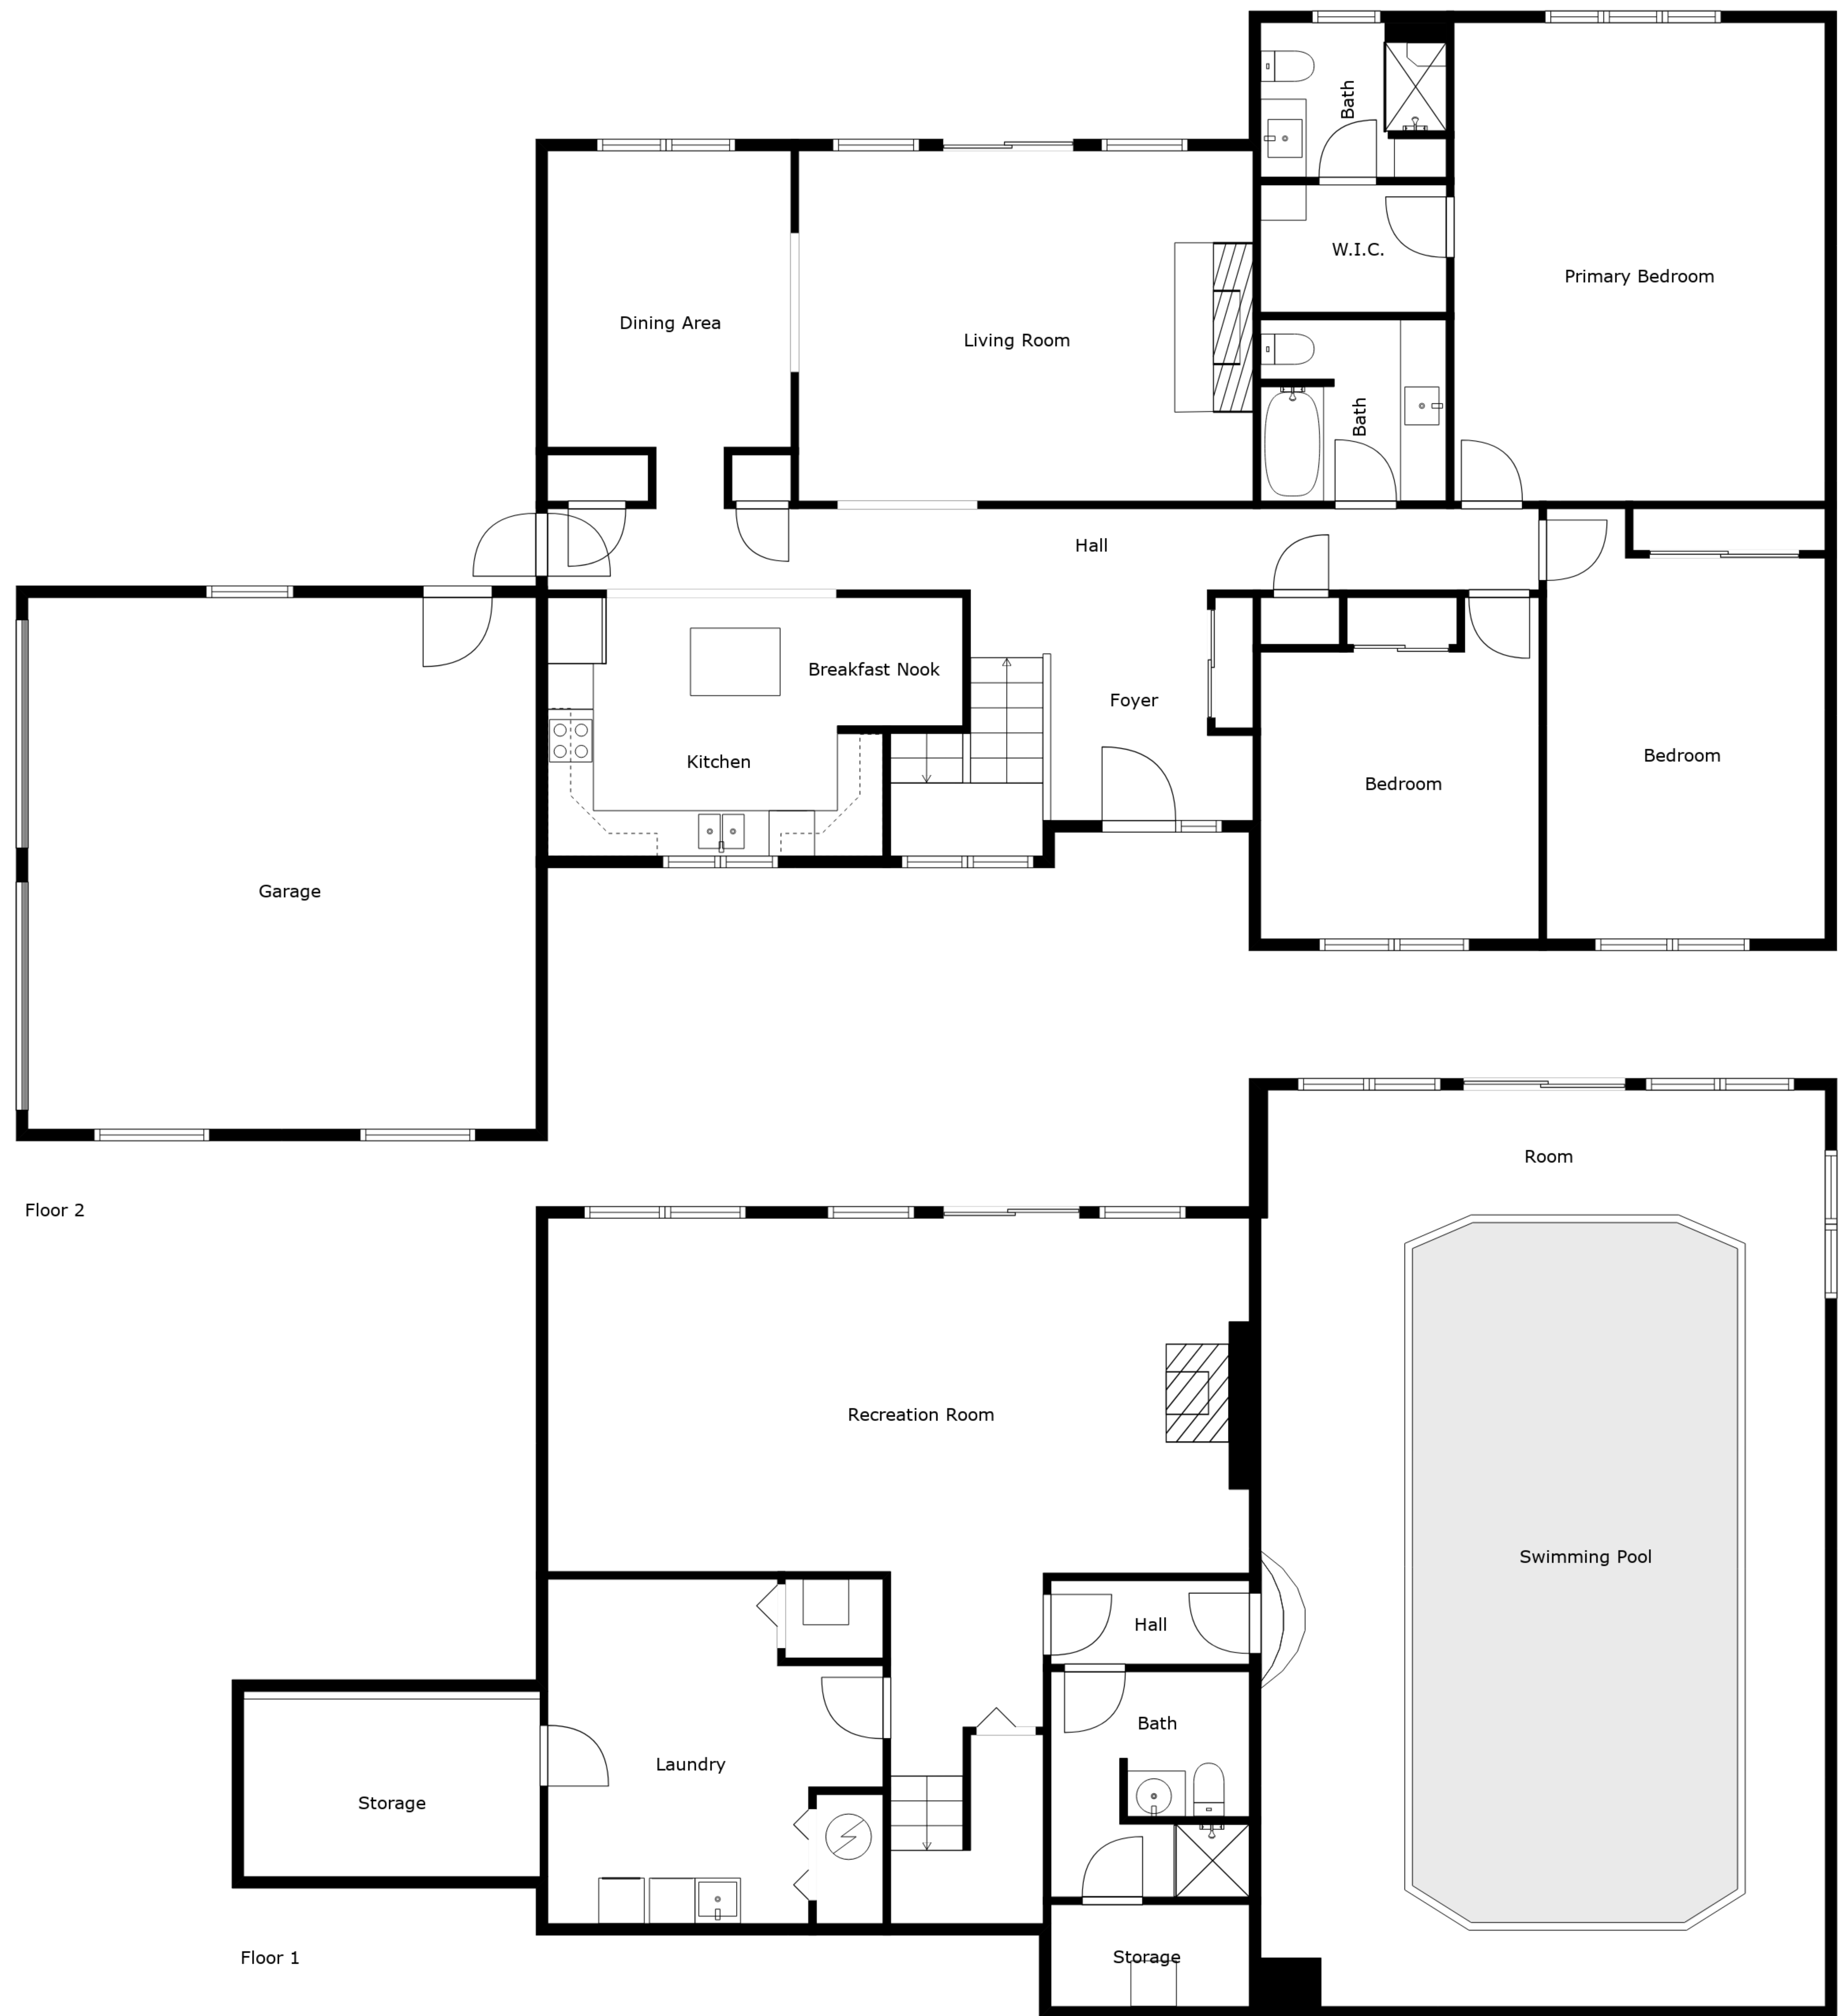 Bath
W.I.C.
Primary Bedroom
Dining Area
Living Room
Bath
Hall
Breakfast Nook
Foyer
Kitchen
Bedroom
Bedroom
Garage
Floor 2
Room
Recreation Room
Swimming Pool
Hall
Bath
Laundry
Storage
Storage
Floor 1